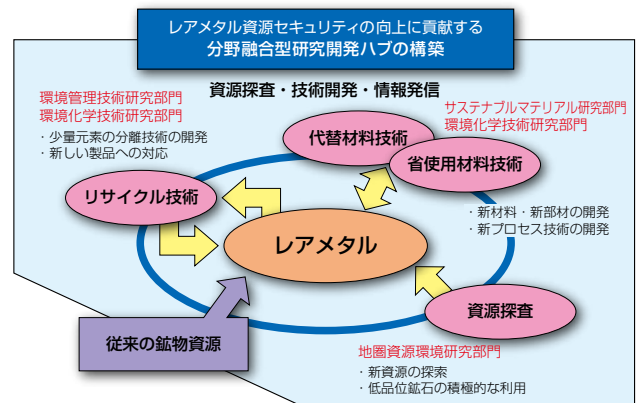 レアメタル資源セキュリティの向上に貢献する
分野融合型研究開発ハブの構築
資源探査・技術開発・情報発信
環境管理技術研究部門
環境化学技術研究部門
・少量元素の分離技術の開発
・新しい製品への対応
サステナブルマテリアル研究部門
環境化学技術研究部門
代替材料技術
省使用材料技術
リサイクル技術
・新材料・新部材の開発
・新プロセス技術の開発
レアメタル
資源探査
従来の鉱物資源
地圏資源環境研究部門
・新資源の探索
・低品位鉱石の積極的な利用